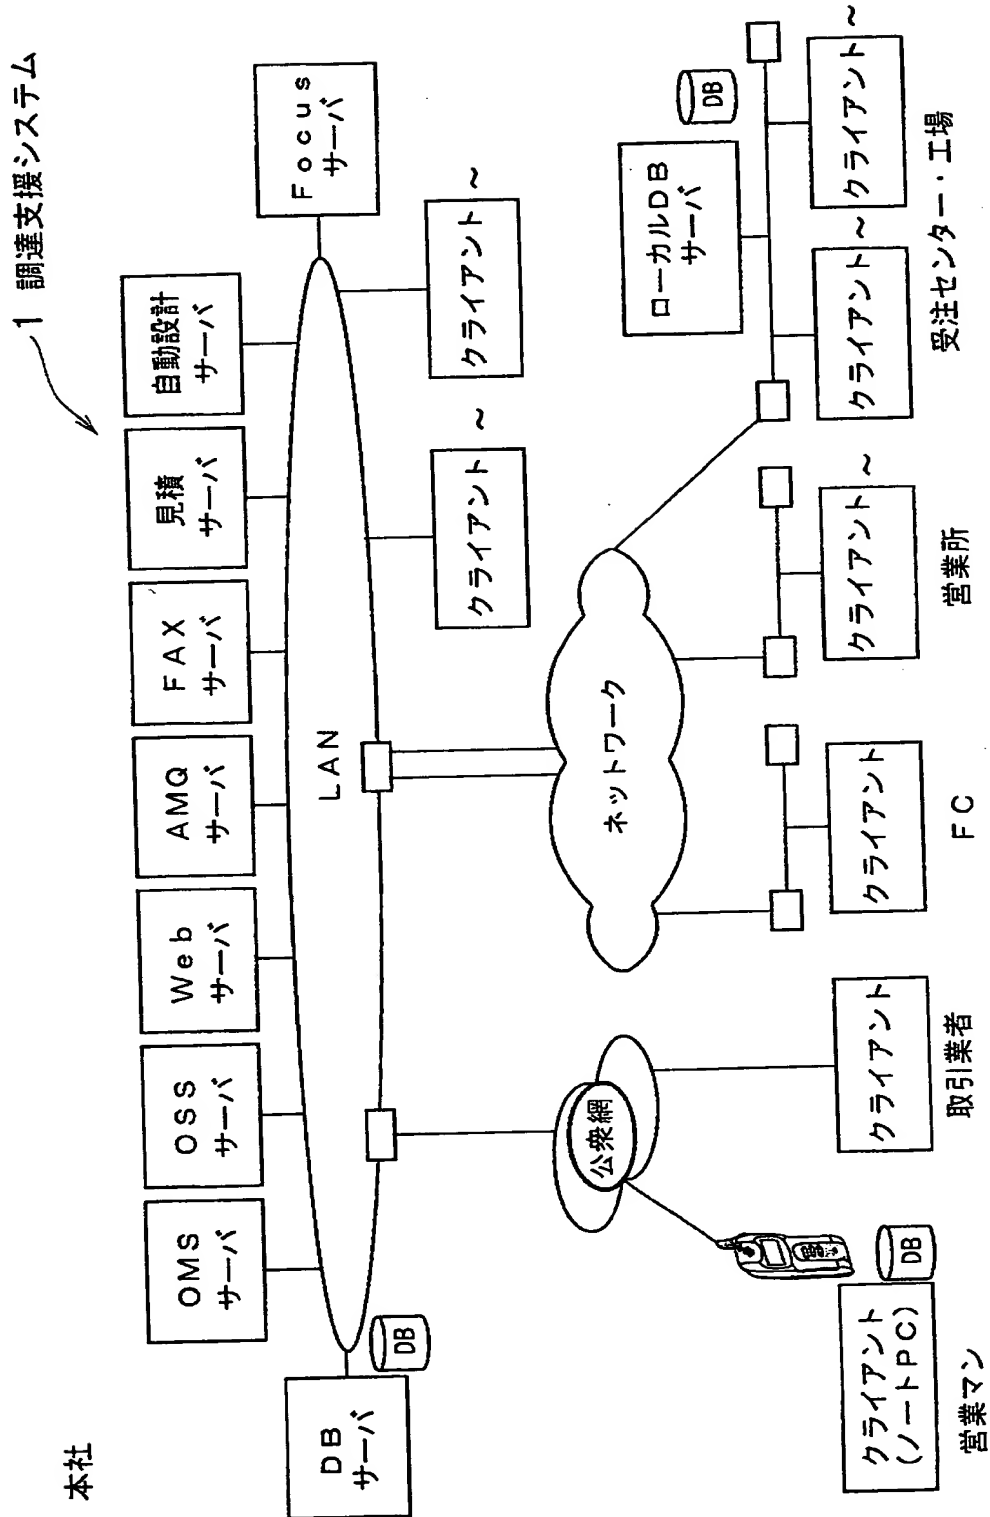 1 調達支援システム
本社
OMS
サーバ
OSS
サーバ
Web
サーバ
AMQ
サーバ
FAX
サーバ
見積
サーバ
自動設計
サーバ
DB
サーバ
DB
LAN
Focus
サーバ
クライアント ~
クライアント ~
公衆網
ネットワーク
ローカルDB
サーバ
DB
DB
クライアント
(ノートPC)
営業マン
クライアント
取引業者
クライアント
FC
クライアント ~
営業所
クライアント ~
クライアント ~
受注センター・工場